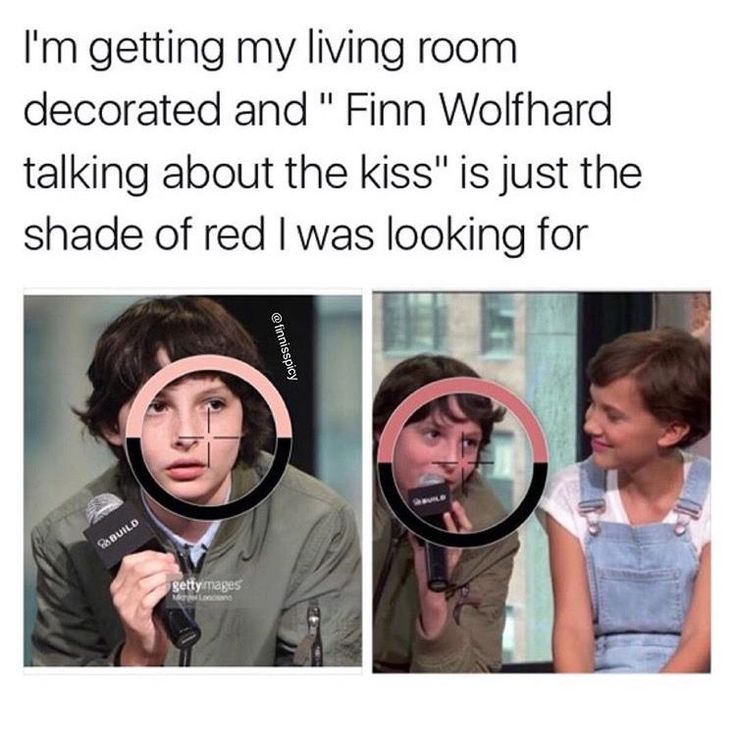 I'm getting my living room
decorated and " Finn Wolfhard
talking about the kiss" is just the
shade of red I was looking for
@finnisspicy
BUILD
gettyimages
BUILD